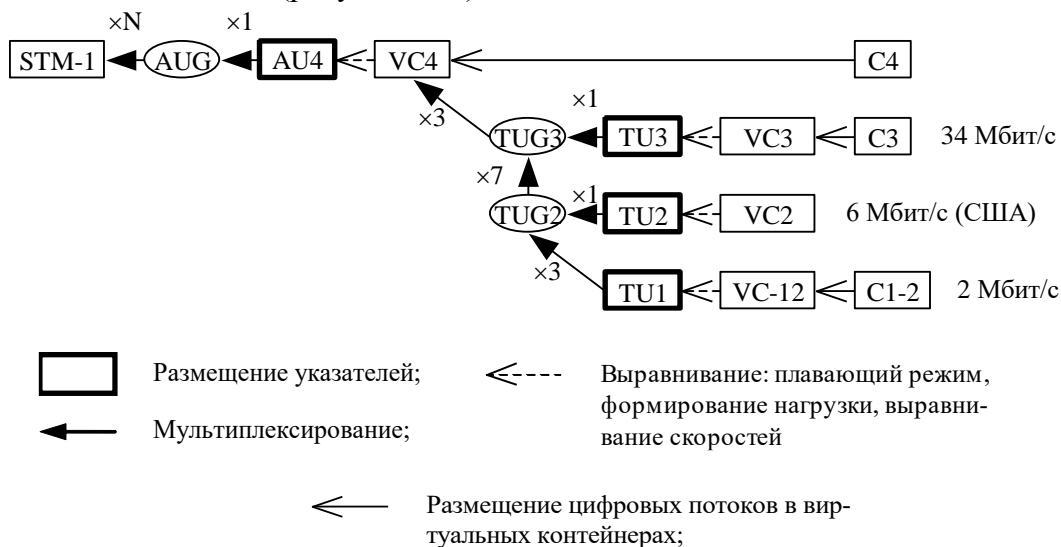 ×N ×1
STM-1 AUG AU4 VC4 C4
×3 ×1
TUG3 TU3 VC3 C3 34 Мбит/с
×7 ×1
TUG2 TU2 VC2 6 Мбит/с (США)
×3
TU1 VC-12 C1-2 2 Мбит/с
Размещение указателей;
Мультиплексирование;
Выравнивание: плавающий режим,
формирование нагрузки, выравни-
вание скоростей
Размещение цифровых потоков в вир-
туальных контейнерах;